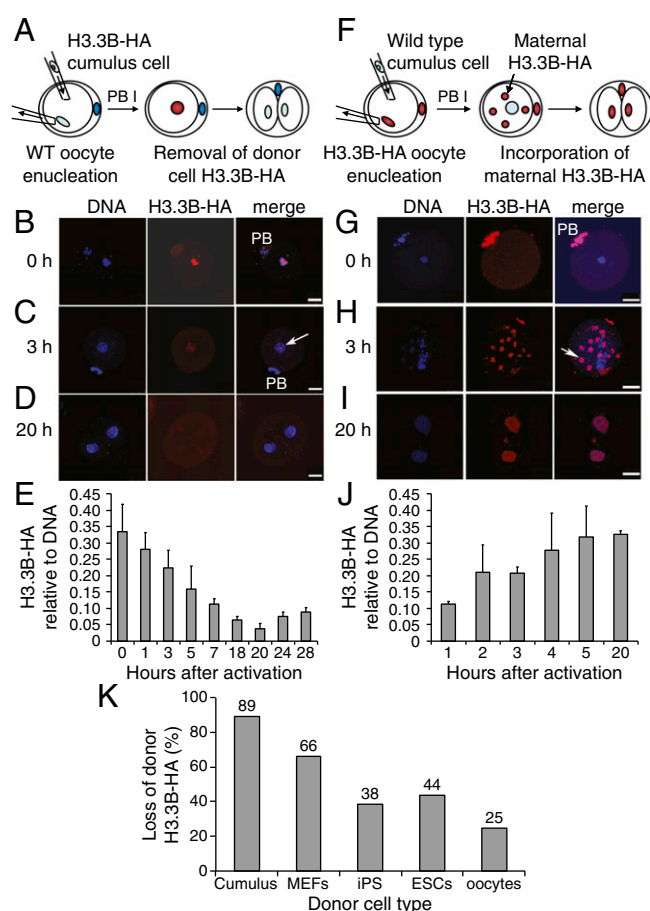 A
H3.3B-HA
cumulus cell
PB I
WT oocyte
enucleation
Removal of donor
cell H3.3B-HA
F
Wild type
cumulus cell
Maternal
H3.3B-HA
PB I
H3.3B-HA oocyte
enucleation
Incorporation of
maternal H3.3B-HA
B
DNA H3.3B-HA merge
0 h
PB
C
3 h
PB
D
20 h
G
DNA H3.3B-HA merge
0 h
PB
H
3 h
I
20 h
E
H3.3B-HA
relative to DNA
0.45
0.40
0.35
0.30
0.25
0.20
0.15
0.10
0.05
0
0 1 3 5 7 18 20 24 28
Hours after activation
J
H3.3B-HA
relative to DNA
0.45
0.40
0.35
0.30
0.25
0.20
0.15
0.10
0.05
0
1 2 3 4 5 20
Hours after activation
K
Loss of donor
H3.3B-HA (%)
100
80
60
40
20
0
89
66
38
44
25
Cumulus MEFs iPS ESCs oocytes
Donor cell type